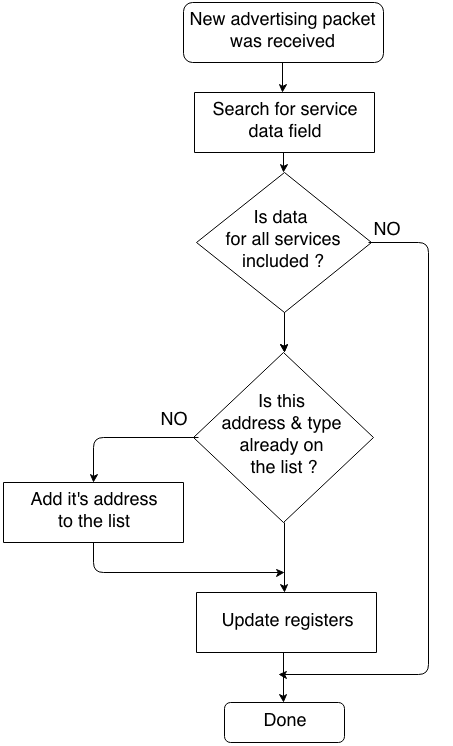 New advertising packet
was received
Search for service
data field
Is data
for all services
included ?
NO
Is this
address & type
already on
the list ?
NO
Add it's address
to the list
Update registers
Done